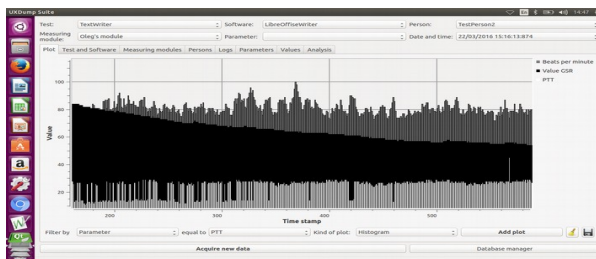 UXDump
Suite
En
14:47
Test: TextWriter Software: LibreOffiseWriter Person: TestPerson2
Measuring module: Oleg's module Parameter: Date and time: 22/03/2016 15:16:13:874
Plot Test and Software Measuring modules Persons Logs Parameters Values Analysis
Beats per minute
Value GSR
PTT
100
80
60
40
20
Value
200 300 400 500
Time stamp
Filter by Parameter equal to PTT Kind of plot: Histogram Add plot
Acquire new data Database manager